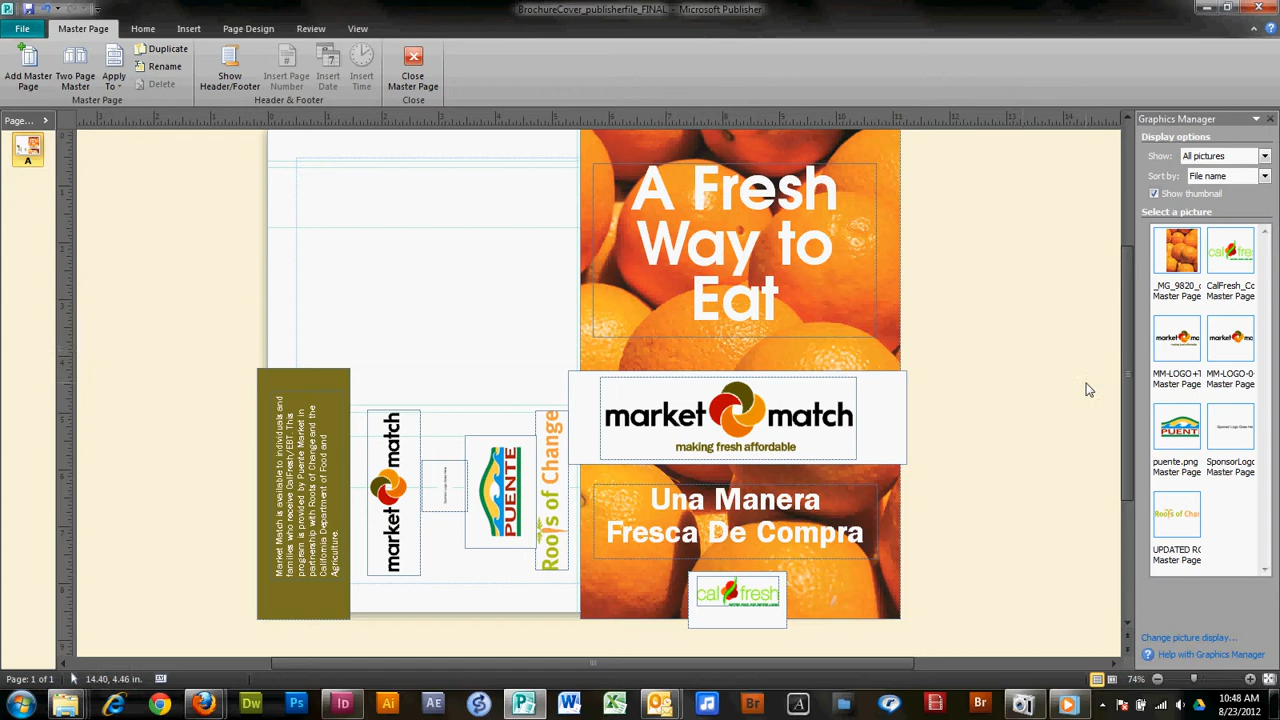 BrochureCover_publisherfile_FINAL - Microsoft Publisher
File Master Page Home Insert Page Design Review View
Add Master Page
Two Page Master
Apply To
Duplicate
Rename
Delete
Master Page
Show Header/Footer
Insert Page Number
Insert Date
Insert Time
Header & Footer
Close Master Page
Close
Page...
A
A Fresh
Way to
Eat
market match
making fresh affordable
Una Manera
Fresca De Compra
cal fresh
Market Match is available to individuals and
families who receive CalFresh/EBT. This
program is provided by Puente Market in
partnership with Roots of Change and the
California Department of Food and
Agriculture.
market match
PUENTE
Roots of Change
Graphics Manager
Display options
Show: All pictures
Sort by: File name
Show thumbnail
Select a picture
_MG_9820_c
Master Page
CalFresh_Co
Master Page
MM-LOGO+T
Master Page
MM-LOGO-0
Master Page
puente.png
Master Page
SponsorLogo
Master Page
UPDATED RO
Master Page
Change picture display...
Help with Graphics Manager
Page: 1 of 1
14.40, 4.46 in.
74%
10:48 AM
8/23/2012